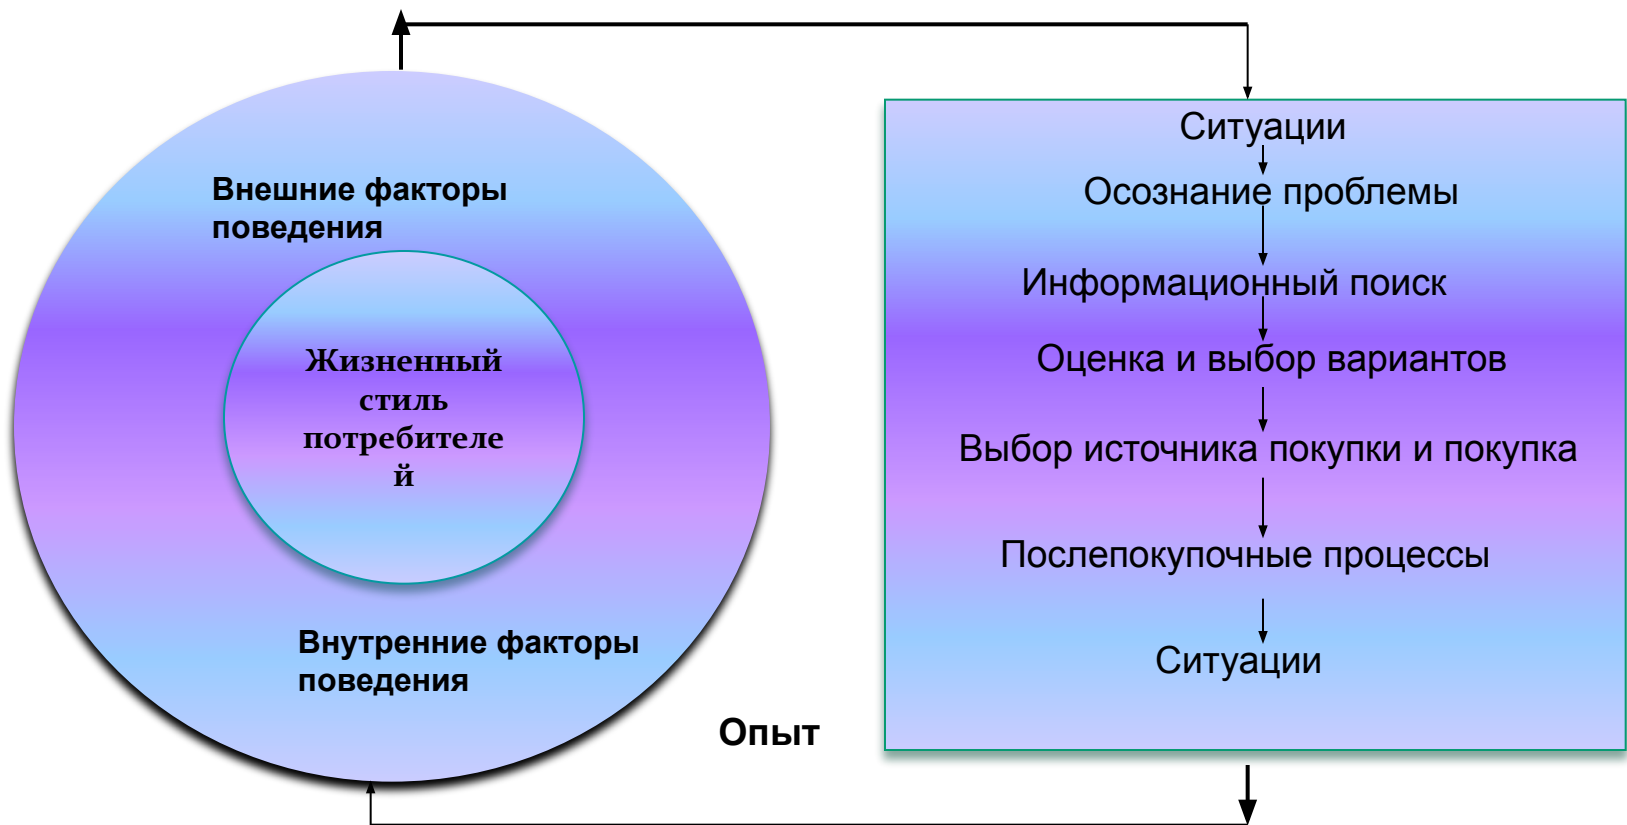 Внешние факторы
поведения
Жизненный
стиль
потребителе
й
Внутренние факторы
поведения
Опыт
Ситуации
Осознание проблемы
Информационный поиск
Оценка и выбор вариантов
Выбор источника покупки и покупка
Послепокупочные процессы
Ситуации